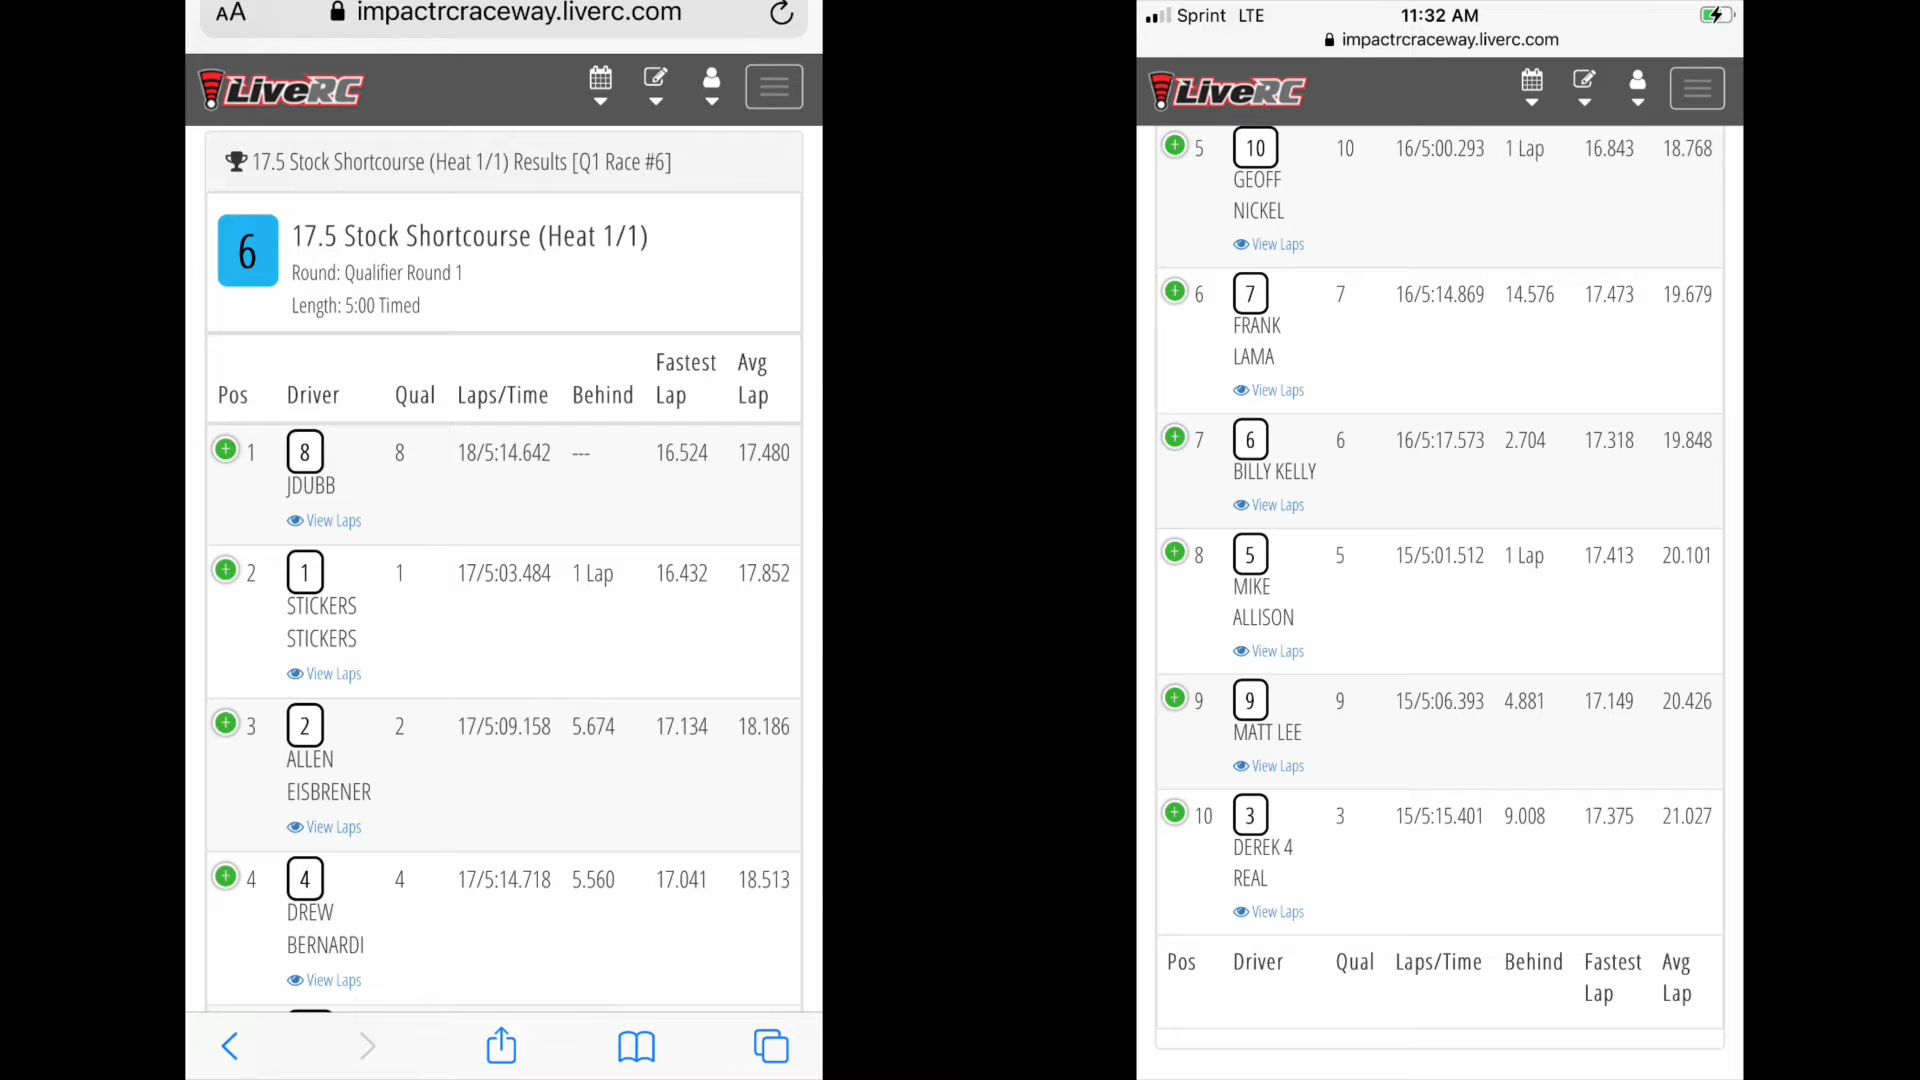 AA impactrcraceway.liverc.com
LiveRC
17.5 Stock Shortcourse (Heat 1/1) Results [Q1 Race #6]
6
17.5 Stock Shortcourse (Heat 1/1)
Round: Qualifier Round 1
Length: 5:00 Timed
Pos Driver Qual Laps/Time Behind Fastest Lap Avg Lap
1 8 8 18/5:14.642 --- 16.524 17.480
JDUBB
View Laps
2 1 1 17/5:03.484 1 Lap 16.432 17.852
STICKERS
STICKERS
View Laps
3 2 2 17/5:09.158 5.674 17.134 18.186
ALLEN
EISBRENER
View Laps
4 4 4 17/5:14.718 5.560 17.041 18.513
DREW
BERNARDI
View Laps
Sprint LTE 11:32 AM
impactrcraceway.liverc.com
LiveRC
5 10 10 16/5:00.293 1 Lap 16.843 18.768
GEOFF
NICKEL
View Laps
6 7 7 16/5:14.869 14.576 17.473 19.679
FRANK
LAMA
View Laps
7 6 6 16/5:17.573 2.704 17.318 19.848
BILLY KELLY
View Laps
8 5 5 15/5:01.512 1 Lap 17.413 20.101
MIKE
ALLISON
View Laps
9 9 9 15/5:06.393 4.881 17.149 20.426
MATT LEE
View Laps
10 3 3 15/5:15.401 9.008 17.375 21.027
DEREK 4
REAL
View Laps
Pos Driver Qual Laps/Time Behind Fastest Lap Avg Lap